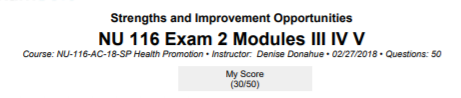 Strengths and Improvement Opportunities
NU 116 Exam 2 Modules III IV V
Course: NU-116-AC-18-SP Health Promotion • Instructor: Denise Donahue • 02/27/2018 • Questions: 50
My Score
(30/50)